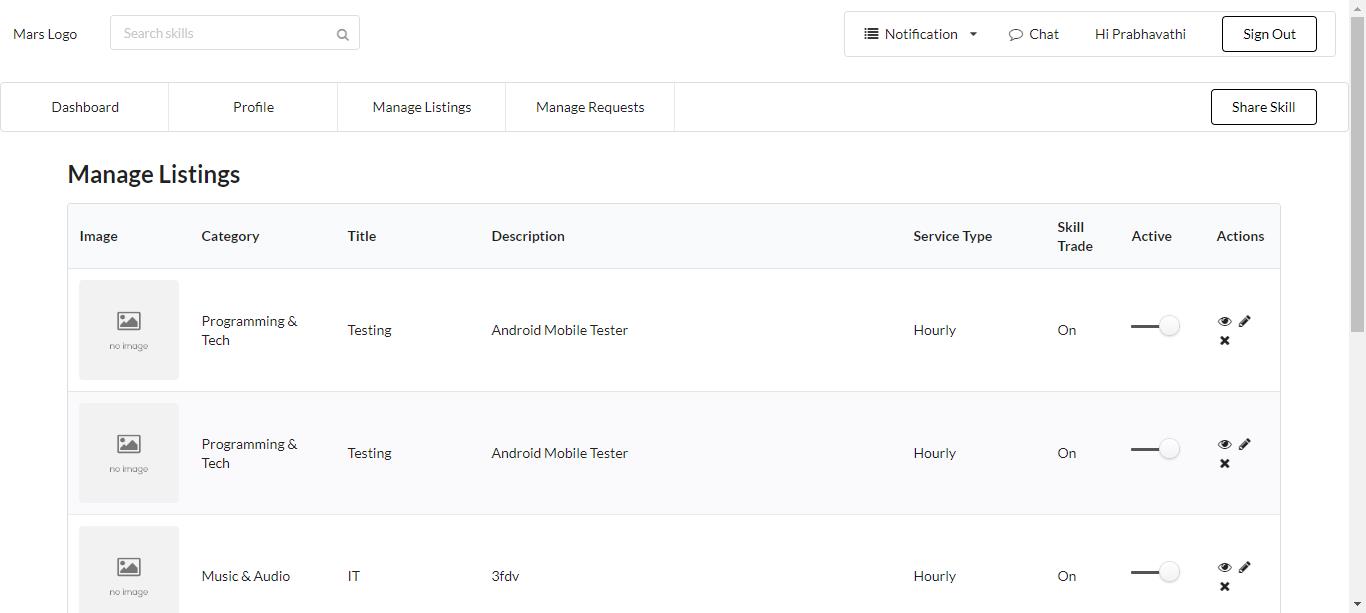 Mars Logo
Search skills
Notification
Chat
Hi Prabhavathi
Sign Out
Dashboard
Profile
Manage Listings
Manage Requests
Share Skill
Manage Listings
Image
Category
Title
Description
Service Type
Skill
Trade
Active
Actions
no image
Programming &
Tech
Testing
Android Mobile Tester
Hourly
On
no image
Programming &
Tech
Testing
Android Mobile Tester
Hourly
On
no image
Music & Audio
IT
3fdv
Hourly
On